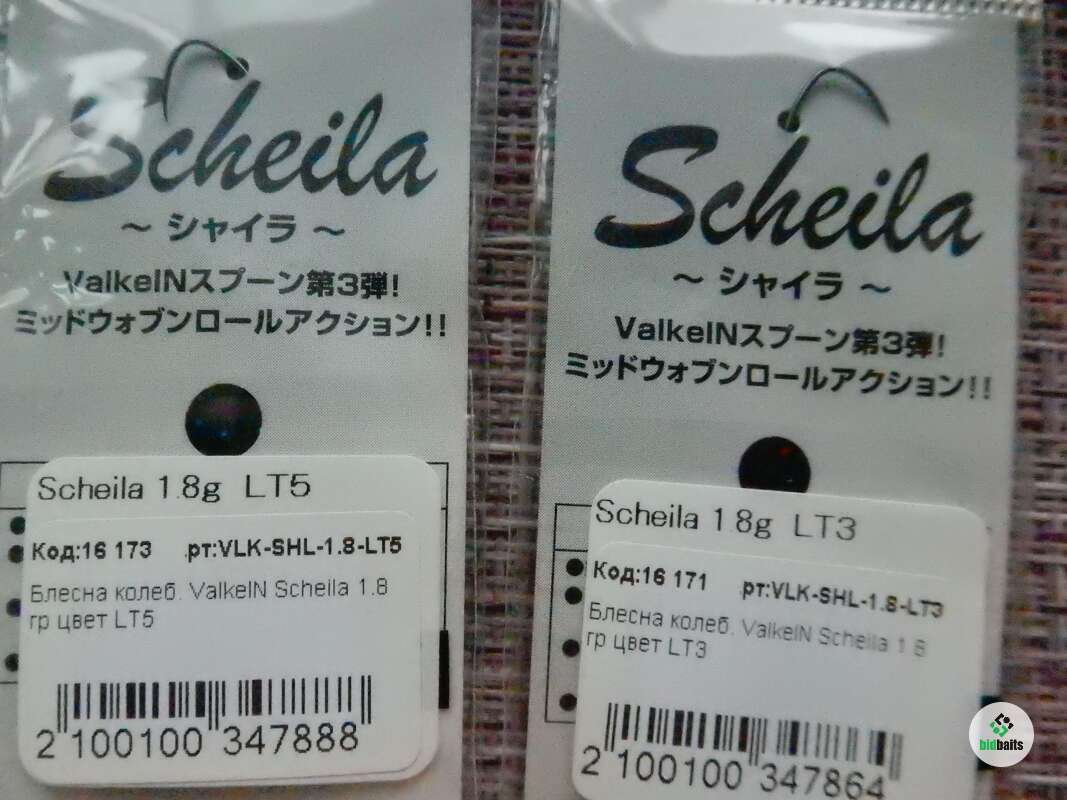 Scheila
~ シャイラ ~
ValkeINスプーン第3弾!
ミッドウォブンロールアクション!!
Scheila 1.8g LT5
Код:16 173 рт:VLK-SHL-1.8-LT5
Блесна колеб. ValkeIN Scheila 1.8
гр цвет LT5
2 100100 347888
Scheila
~ シャイラ ~
ValkeINスプーン第3弾!
ミッドウォブンロールアクション!!
Scheila 1 8g LT3
Код:16 171 рт:VLK-SHL-1.8-LT3
Блесна колеб. ValkeIN Scheila 1 8
гр цвет LT3
2 100100 347864
bidbaits